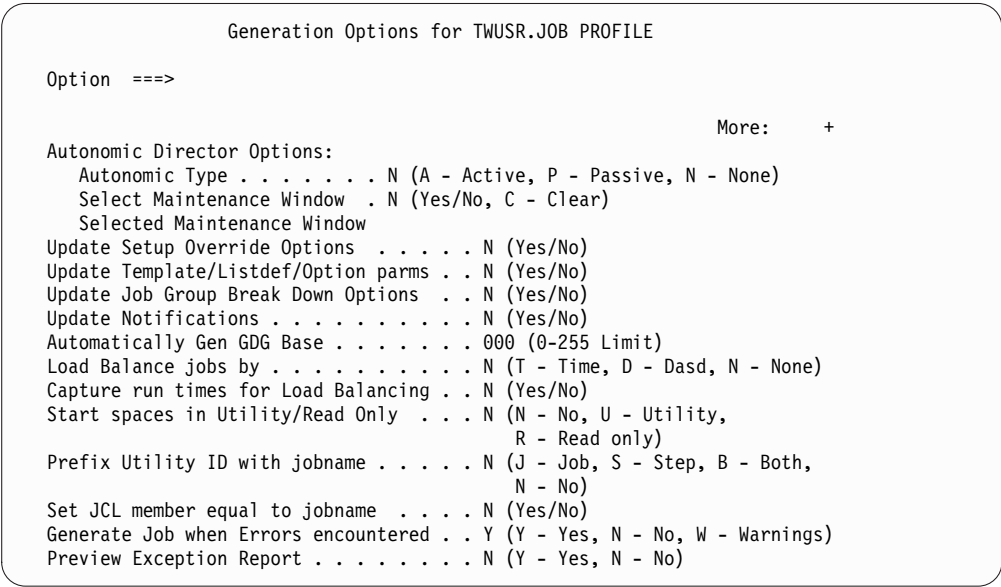 Generation Options for TWUSR.JOB PROFILE
Option ===>
More: +
Autonomic Director Options:
Autonomic Type . . . . . . . N (A - Active, P - Passive, N - None)
Select Maintenance Window . N (Yes/No, C - Clear)
Selected Maintenance Window
Update Setup Override Options . . . . . N (Yes/No)
Update Template/Listdef/Option parms . . N (Yes/No)
Update Job Group Break Down Options . . N (Yes/No)
Update Notifications . . . . . . . . . . N (Yes/No)
Automatically Gen GDG Base . . . . . . . 000 (0-255 Limit)
Load Balance jobs by . . . . . . . . . . N (T - Time, D - Dasd, N - None)
Capture run times for Load Balancing . . N (Yes/No)
Start spaces in Utility/Read Only . . . N (N - No, U - Utility,
R - Read only)
Prefix Utility ID with jobname . . . . . N (J - Job, S - Step, B - Both,
N - No)
Set JCL member equal to jobname . . . . N (Yes/No)
Generate Job when Errors encountered . . Y (Y - Yes, N - No, W - Warnings)
Preview Exception Report . . . . . . . . N (Y - Yes, N - No)